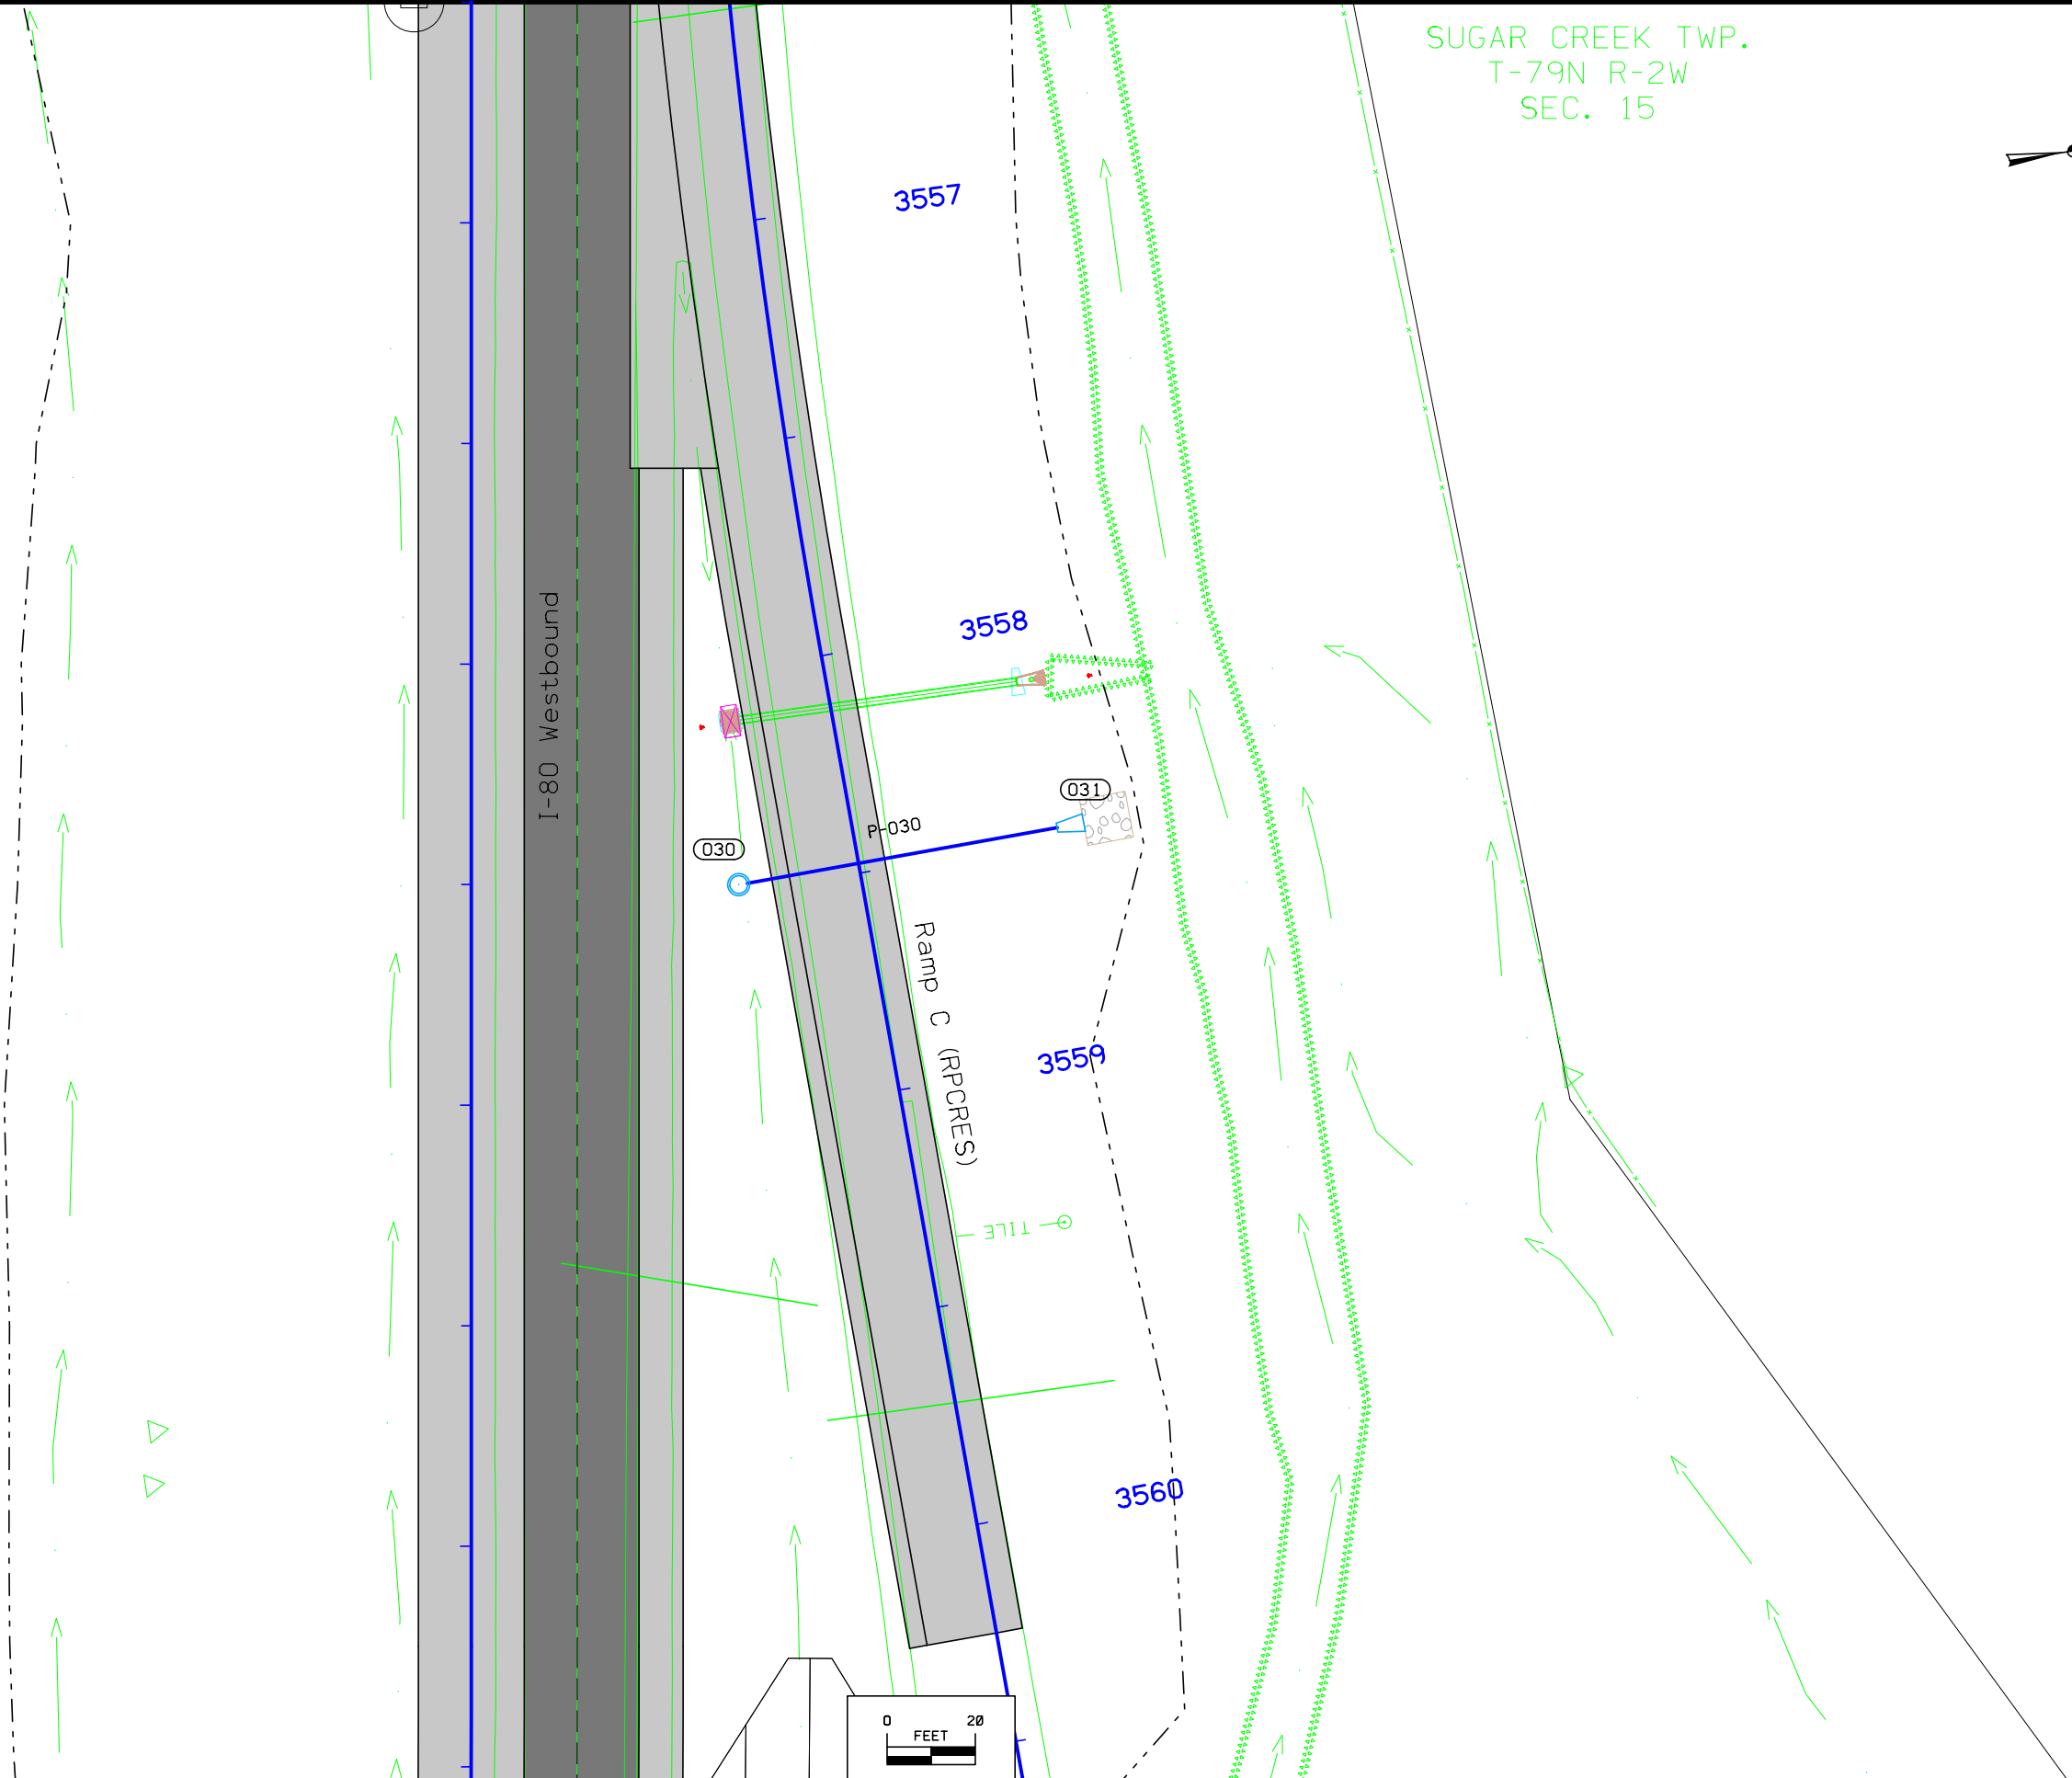 SUGAR CREEK TWP.
T-79N R-2W
SEC. 15
3557
3558
I-80 Westbound
031
P-030
030
Ramp C (RPCRES)
3559
TILE
3560
0 20
FEET